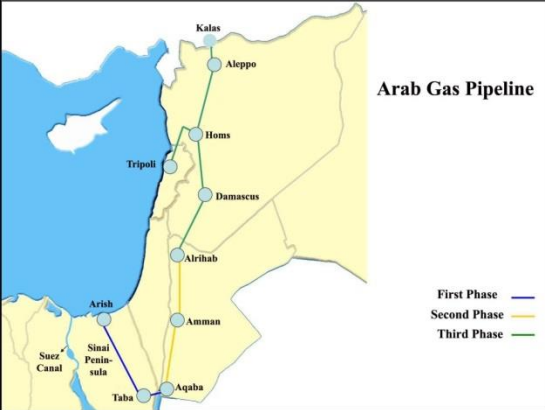 Kalas
Aleppo
Arab Gas Pipeline
Homs
Tripoli
Damascus
Alrihab
First Phase
Second Phase
Third Phase
Arish
Amman
Suez
Canal
Sinai
Penin-
sula
Taba
Aqaba